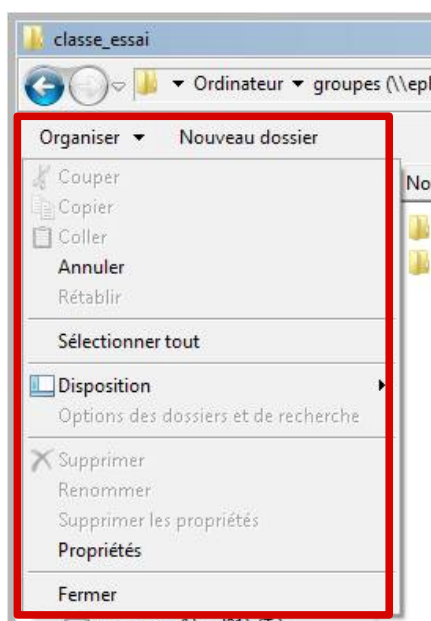 classe_essai
Ordinateur groupes (\\epl
Organiser Nouveau dossier
Couper
No
Copier
Coller
Annuler
Rétablir
Sélectionner tout
Disposition
Options des dossiers et de recherche
Supprimer
Renommer
Supprimer les propriétés
Propriétés
Fermer